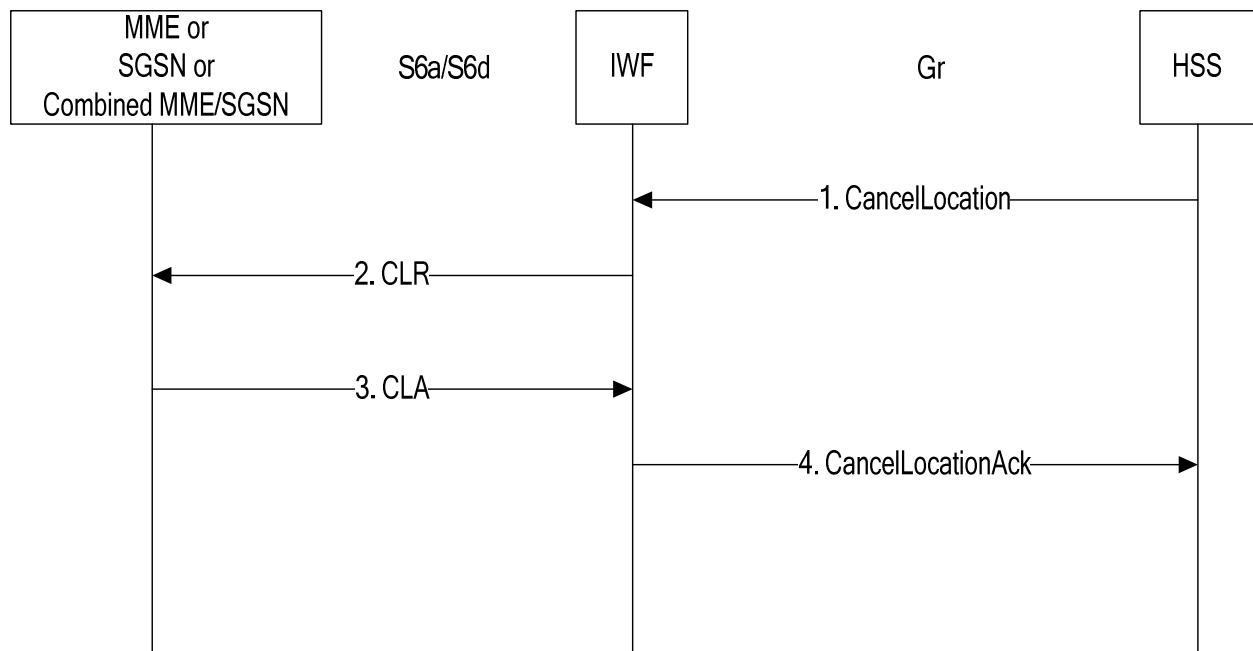 MME or
SGSN or
Combined MME/SGSN
S6a/S6d
IWF
Gr
HSS
1. CancelLocation
2. CLR
3. CLA
4. CancelLocationAck